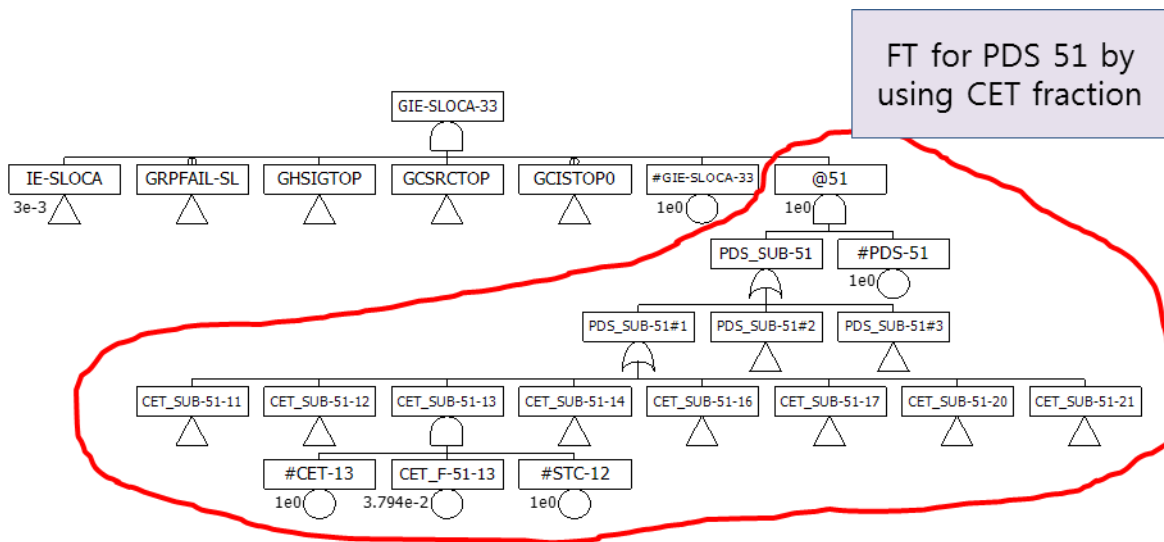 FT for PDS 51 by
using CET fraction
GIE-SLOCA-33
IE-SLOCA
GRPFAIL-SL
GHSIGTOP
GCSRCTOP
GCISTOP0
#GIE-SLOCA-33
@51
3e-3
1e0
1e0
PDS_SUB-51
#PDS-51
1e0
PDS_SUB-51#1
PDS_SUB-51#2
PDS_SUB-51#3
CET_SUB-51-11
CET_SUB-51-12
CET_SUB-51-13
CET_SUB-51-14
CET_SUB-51-16
CET_SUB-51-17
CET_SUB-51-20
CET_SUB-51-21
#CET-13
CET_F-51-13
#STC-12
1e0
3.794e-2
1e0